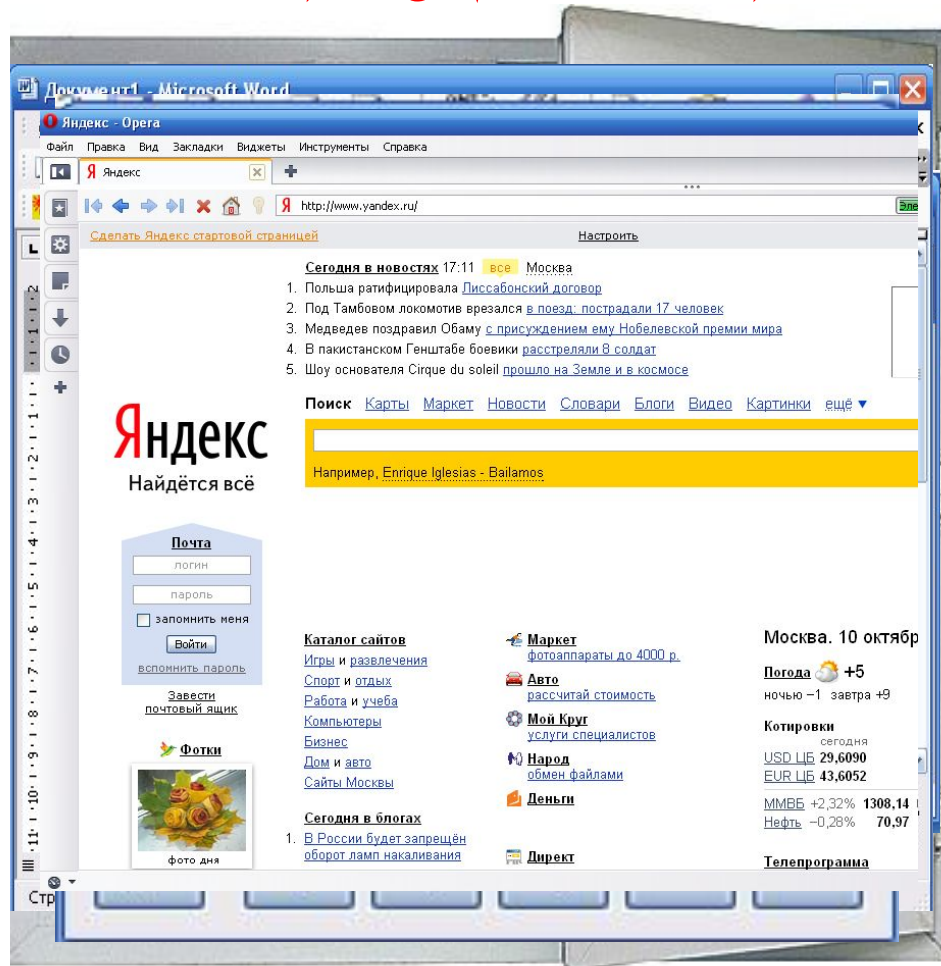 Документ1 - Microsoft Word
Яндекс - Opera
Файл Правка Вид Закладки Виджеты Инструменты Справка
Яндекс
http://www.yandex.ru/
Сделать Яндекс стартовой страницей Настроить
Сегодня в новостях 17:11 все Москва
1. Польша ратифицировала Лиссабонский договор
2. Под Тамбовом локомотив врезался в поезд: пострадали 17 человек
3. Медведев поздравил Обаму с присуждением ему Нобелевской премии мира
4. В пакистанском Генштабе боевики расстреляли 8 солдат
5. Шоу основателя Cirque du soleil прошло на Земле и в космосе
Поиск Карты Маркет Новости Словари Блоги Видео Картинки ещё
Яндекс
Найдётся всё
Например, Enrique Iglesias - Bailamos
Почта
логин
пароль
запомнить меня
Войти
вспомнить пароль
Завести
почтовый ящик
Фотки
фото дня
Каталог сайтов
Игры и развлечения
Спорт и отдых
Работа и учеба
Компьютеры
Бизнес
Дом и авто
Сайты Москвы
Сегодня в блогах
1. В России будет запрещён
оборот ламп накаливания
Маркет
фотоаппараты до 4000 р.
Авто
рассчитай стоимость
Мой Круг
услуги специалистов
Народ
обмен файлами
Деньги
Директ
Москва. 10 октябр
Погода +5
ночью −1 завтра +9
Котировки
сегодня
USD ЦБ 29,6090
EUR ЦБ 43,6052
ММВБ +2,32% 1308,14
Нефть −0,28% 70,97
Телепрограмма
Стр